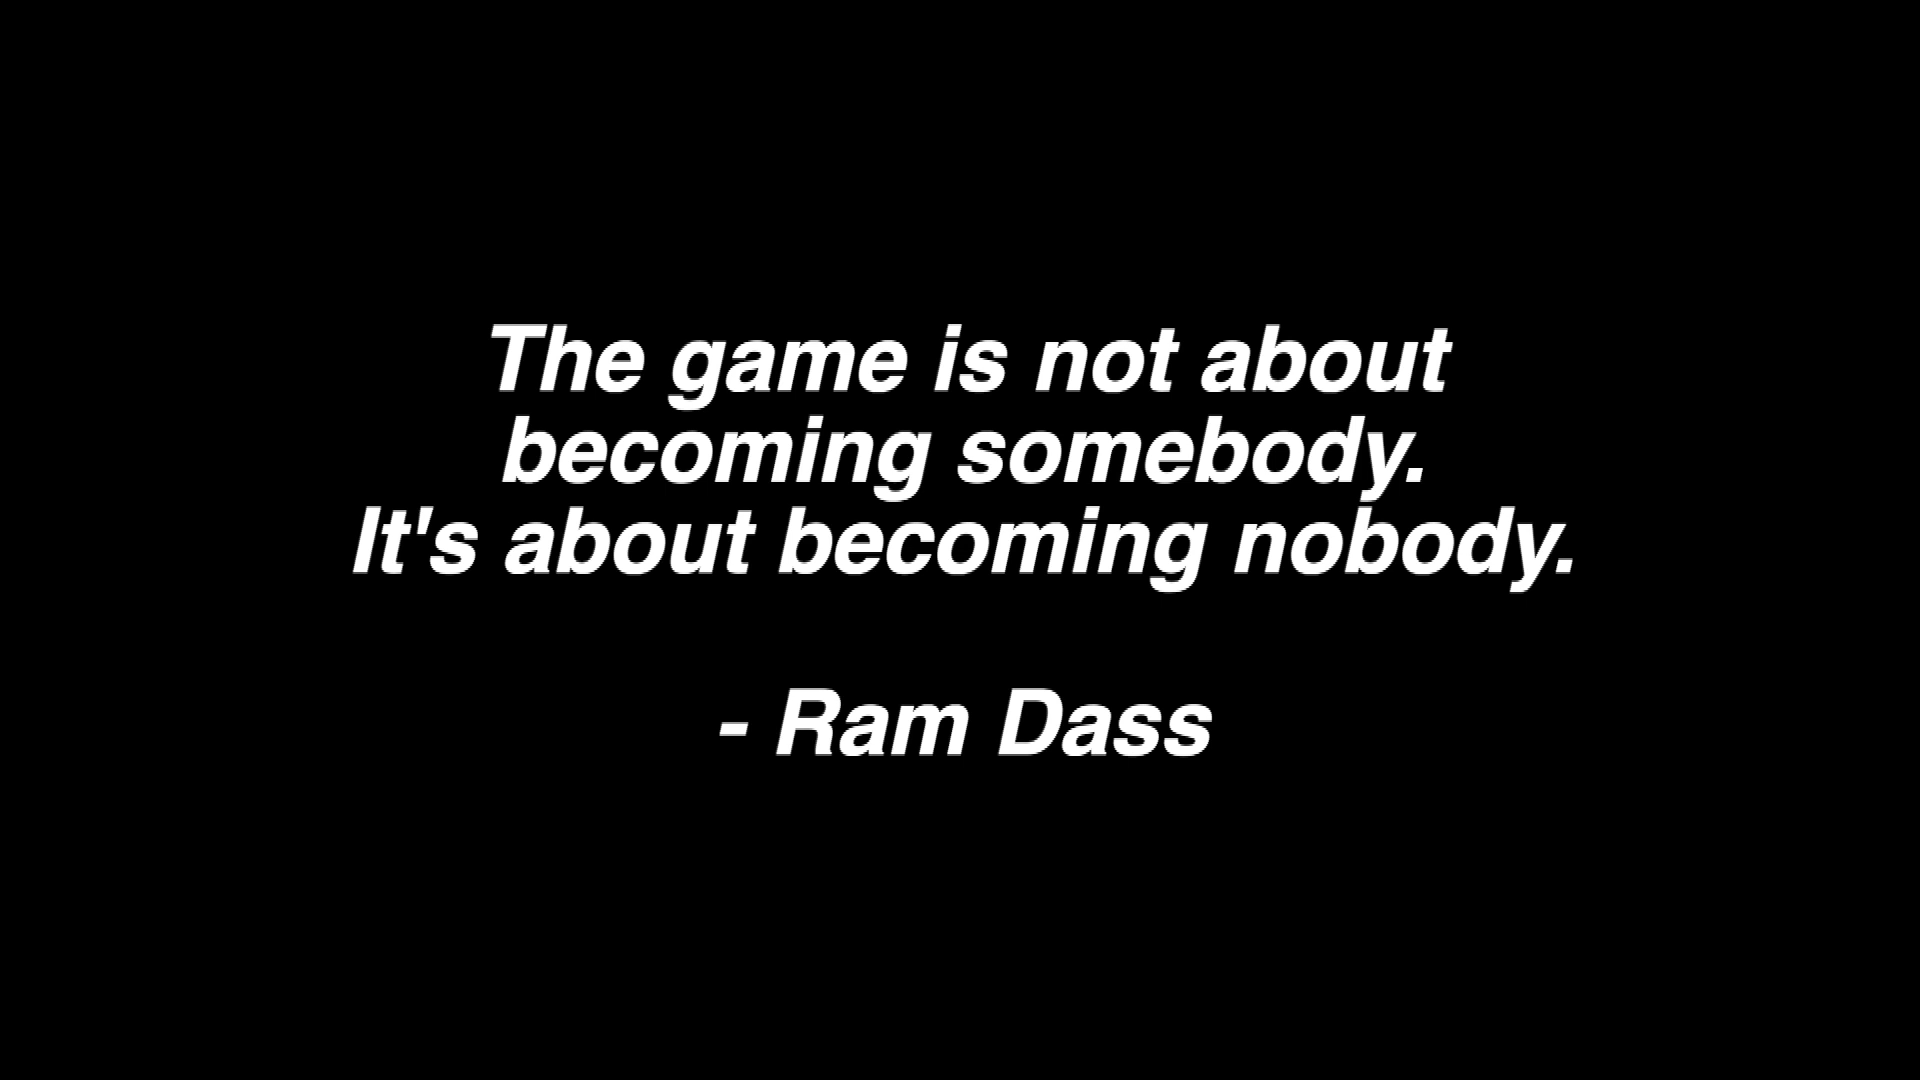 The game is not about
becoming somebody.
It's about becoming nobody.
- Ram Dass